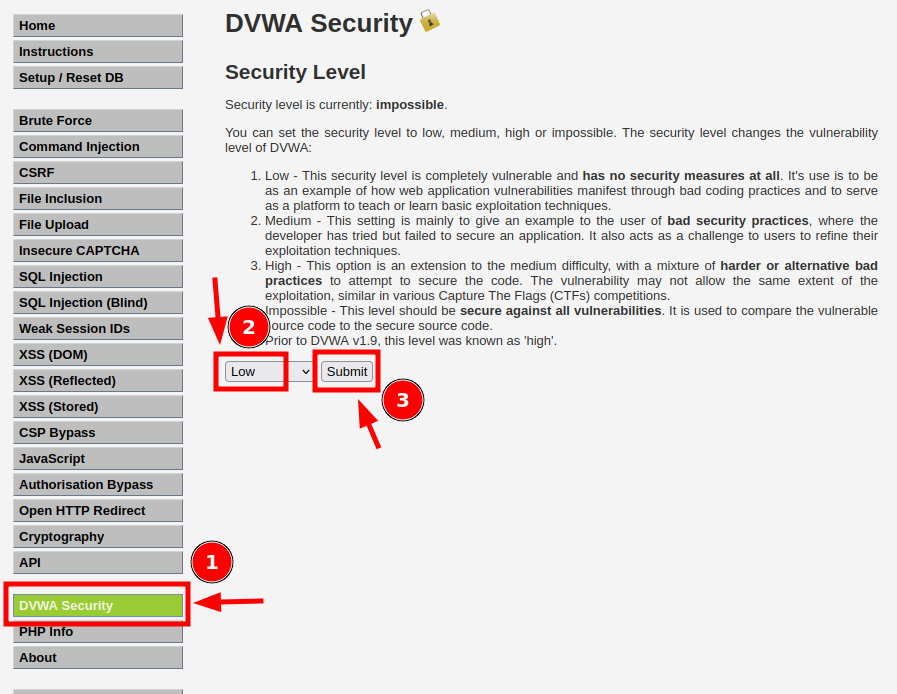 Home
Instructions
Setup / Reset DB
Brute Force
Command Injection
CSRF
File Inclusion
File Upload
Insecure CAPTCHA
SQL Injection
SQL Injection (Blind)
Weak Session IDs
XSS (DOM)
XSS (Reflected)
XSS (Stored)
CSP Bypass
JavaScript
Authorisation Bypass
Open HTTP Redirect
Cryptography
API
1
DVWA Security
PHP Info
About
DVWA Security
Security Level
Security level is currently: impossible.
You can set the security level to low, medium, high or impossible. The security level changes the vulnerability
level of DVWA:
1. Low - This security level is completely vulnerable and has no security measures at all. It's use is to be
as an example of how web application vulnerabilities manifest through bad coding practices and to serve
as a platform to teach or learn basic exploitation techniques.
2. Medium - This setting is mainly to give an example to the user of bad security practices, where the
developer has tried but failed to secure an application. It also acts as a challenge to users to refine their
exploitation techniques.
3. High - This option is an extension to the medium difficulty, with a mixture of harder or alternative bad
practices to attempt to secure the code. The vulnerability may not allow the same extent of the
exploitation, similar in various Capture The Flags (CTFs) competitions.
Impossible - This level should be secure against all vulnerabilities. It is used to compare the vulnerable
source code to the secure source code.
Prior to DVWA v1.9, this level was known as 'high'.
2
Low
Submit
3